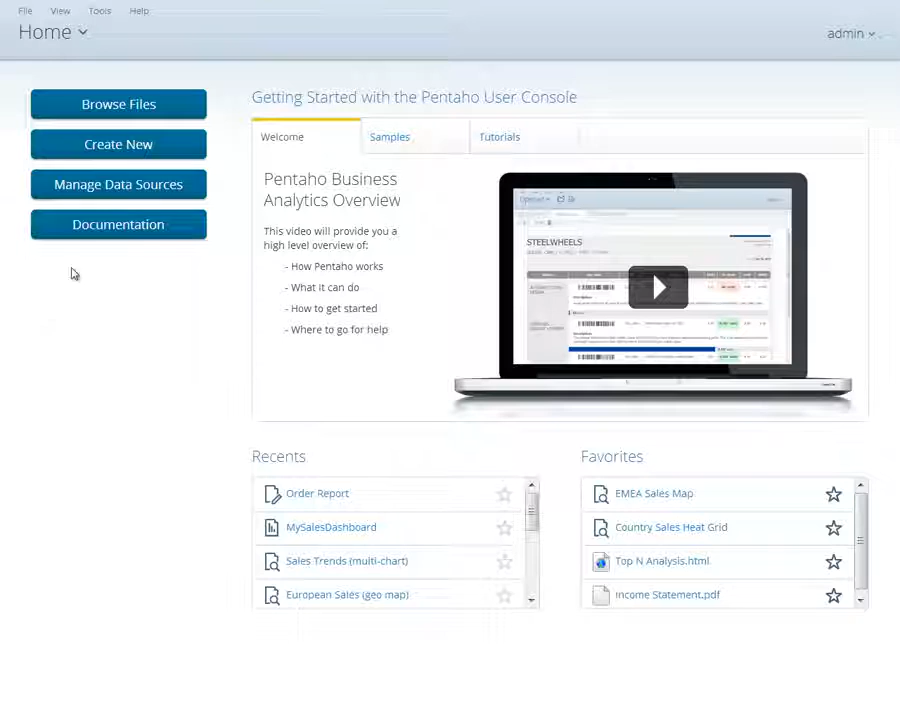 File View Tools Help
Home
admin
Browse Files
Create New
Manage Data Sources
Documentation
Getting Started with the Pentaho User Console
Welcome Samples Tutorials
Pentaho Business
Analytics Overview
This video will provide you a
high level overview of:
- How Pentaho works
- What it can do
- How to get started
- Where to go for help
STEELWHEELS
Recents
Order Report
MySalesDashboard
Sales Trends (multi-chart)
European Sales (geo map)
Favorites
EMEA Sales Map
Country Sales Heat Grid
Top N Analysis.html
Income Statement.pdf